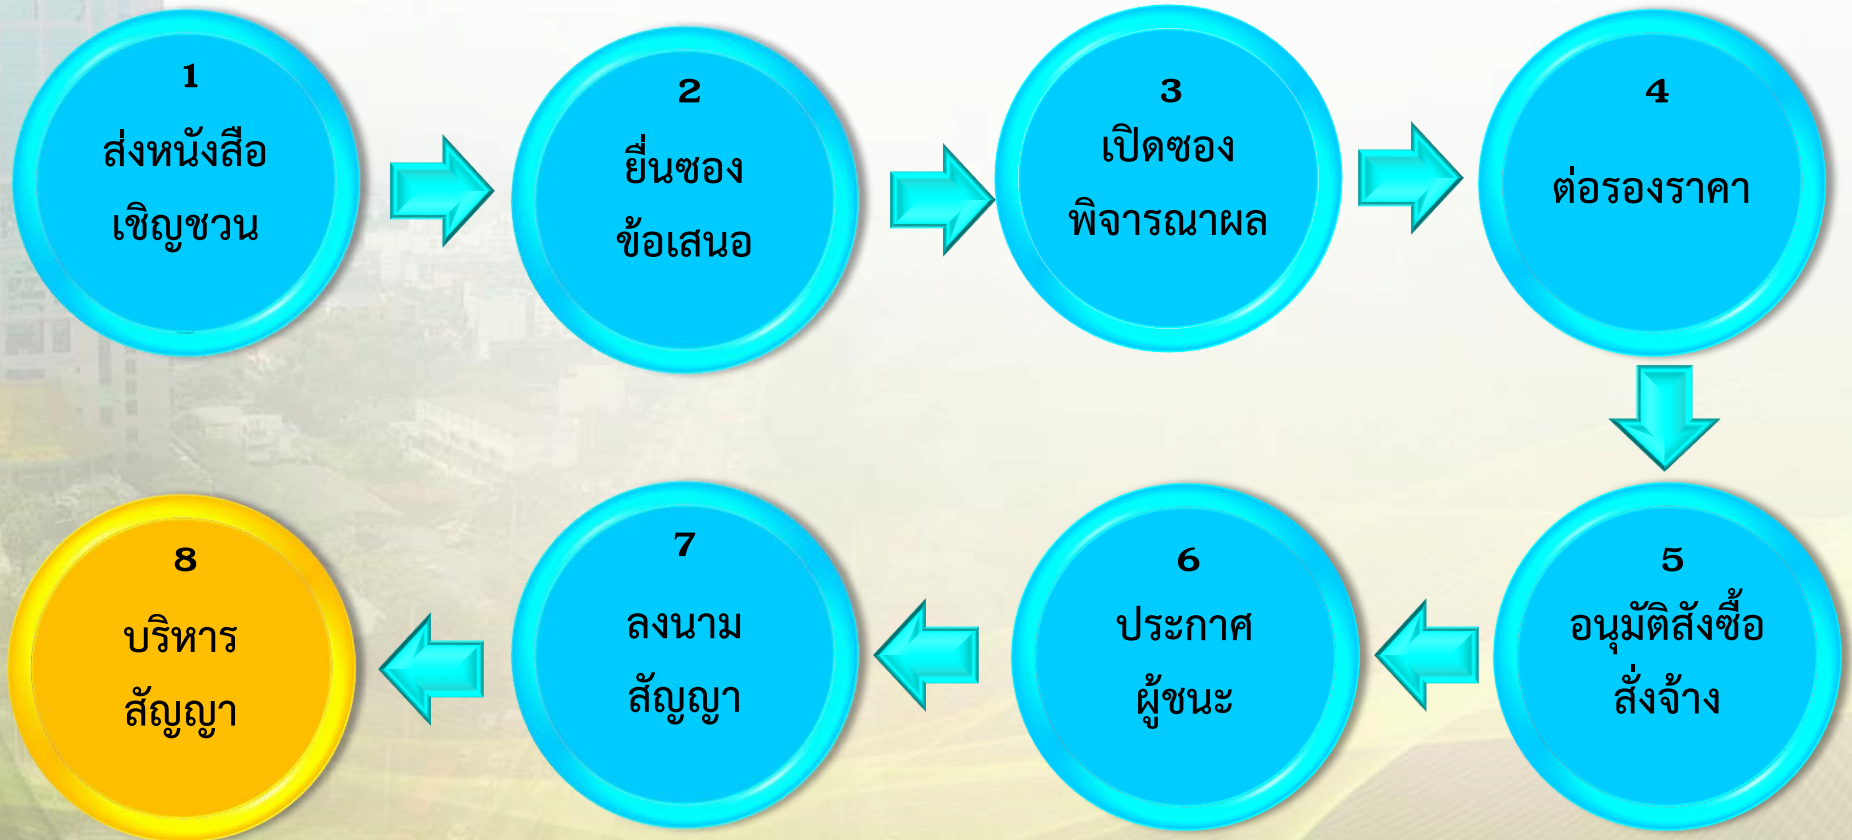 1
ส่งหนังสือ
เชิญชวน
2
ยื่นซอง
ข้อเสนอ
3
เปิดซอง
พิจารณาผล
4
ต่อรองราคา
5
อนุมัติสังซื้อ
สั่งจ้าง
6
ประกาศ
ผู้ชนะ
7
ลงนาม
สัญญา
8
บริหาร
สัญญา